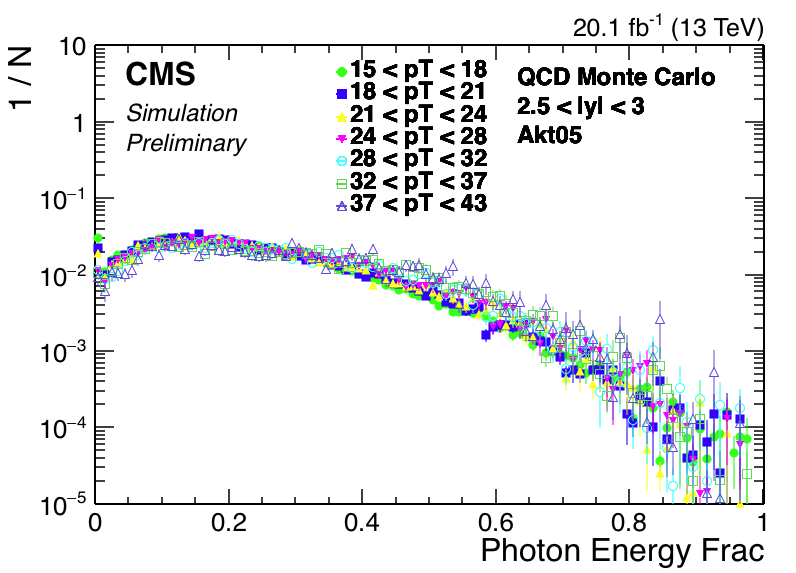 20.1 fb⁻¹ (13 TeV)
1 / N
CMS
Simulation
Preliminary
15 < pT < 18
18 < pT < 21
21 < pT < 24
24 < pT < 28
28 < pT < 32
32 < pT < 37
37 < pT < 43
QCD Monte Carlo
2.5 < |y| < 3
Akt05
10
1
10⁻¹
10⁻²
10⁻³
10⁻⁴
10⁻⁵
0 0.2 0.4 0.6 0.8 1
Photon Energy Frac